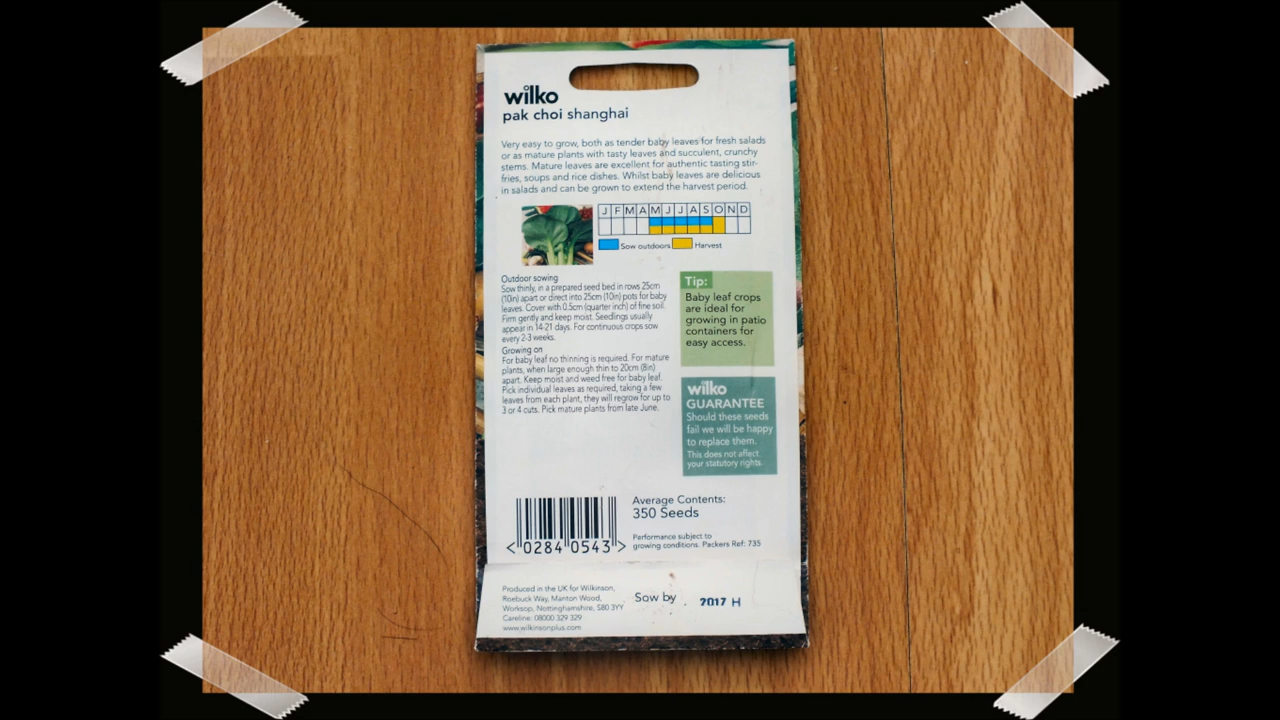 wilko
pak choi shanghai
Very easy to grow, both as tender baby leaves for fresh salads
or as mature plants with tasty leaves and succulent, crunchy
stems. Mature leaves are excellent for authentic tasting stir-
fries, soups and rice dishes. Whilst baby leaves are delicious
in salads and can be grown to extend the harvest period.
J F M A M J J A S O N D
Sow outdoors Harvest
Outdoor sowing
Sow thinly, in a prepared seed bed in rows 25cm
(10in) apart or direct into 25cm (10in) pots for baby
leaves. Cover with 0.5cm (quarter inch) of fine soil.
Firm gently and keep moist. Seedlings usually
appear in 14-21 days. For continuous crops sow
every 2-3 weeks.
Growing on
For baby leaf no thinning is required. For mature
plants, when large enough thin to 20cm (8in)
apart. Keep moist and weed free for baby leaf.
Pick individual leaves as required, taking a few
leaves from each plant, they will regrow for up to
3 or 4 cuts. Pick mature plants from late June.
Tip:
Baby leaf crops
are ideal for
growing in patio
containers for
easy access.
wilko
GUARANTEE
Should these seeds
fail we will be happy
to replace them.
This does not affect
your statutory rights.
<0284 0543>
Average Contents:
350 Seeds
Performance subject to
growing conditions. Packers Ref: 735
Produced in the UK for Wilkinson,
Roebuck Way, Manton Wood,
Worksop, Nottinghamshire, S80 3YY
Careline: 08000 329 329
www.wilkinsonplus.com
Sow by 2017 H